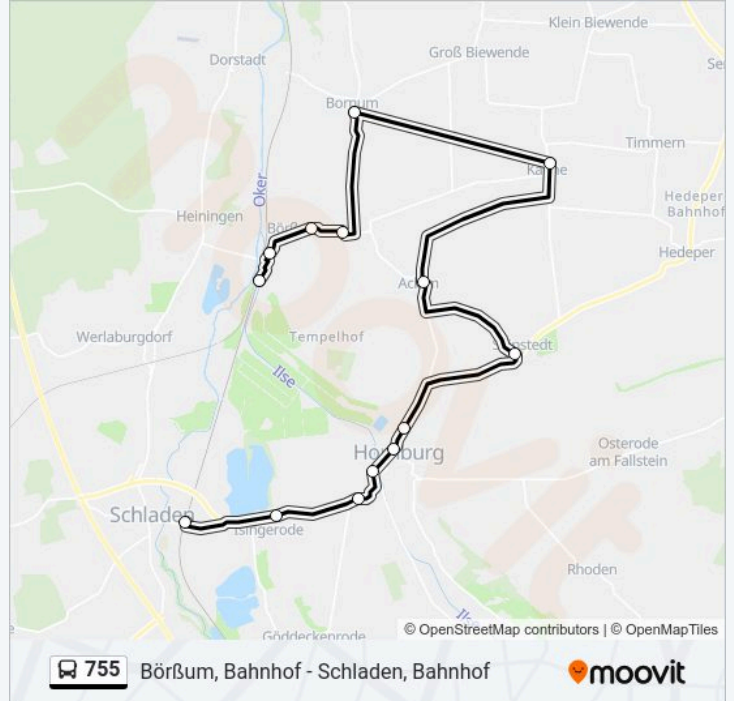 Klein Biewende
Groß Biewende
Dorstadt
Bornum
Timmern
Oker
Hedeper
Bahnhof
Heiningen
Hedeper
Werlaburgdorf
Tempelhof
Ilse
Hornburg
Osterode
am Fallstein
Schladen
Isingerode
Rhoden
Göddeckenrode
© OpenStreetMap contributors | © OpenMapTiles
755 Börßum, Bahnhof - Schladen, Bahnhof
moovit